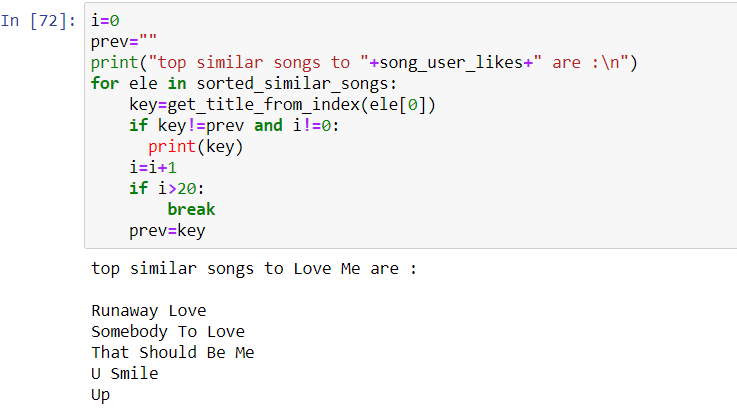 In [72]: i=0
prev=""
print("top similar songs to "+song_user_likes+" are :\n")
for ele in sorted_similar_songs:
    key=get_title_from_index(ele[0])
    if key!=prev and i!=0:
      print(key)
    i=i+1
    if i>20:
        break
    prev=key
top similar songs to Love Me are :
Runaway Love
Somebody To Love
That Should Be Me
U Smile
Up